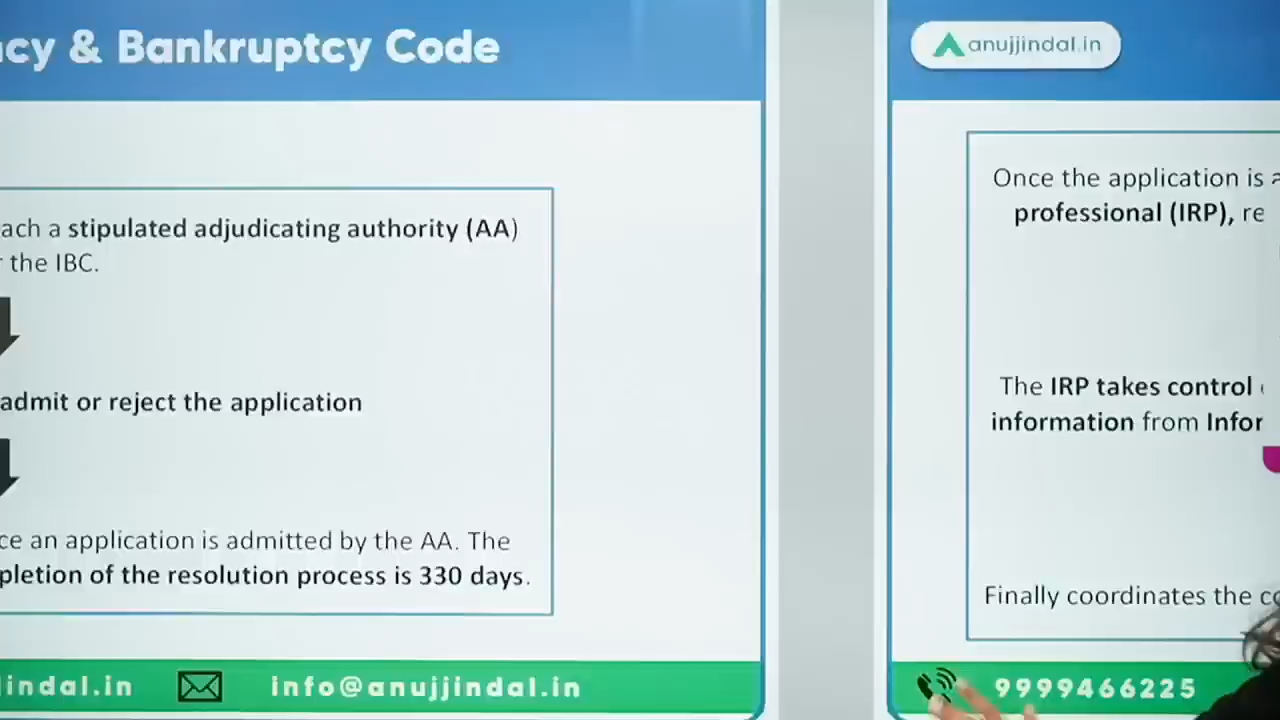 & Bankruptcy Code
ach a stipulated adjudicating authority (AA)
the IBC.
admit or reject the application
ce an application is admitted by the AA. The
pletion of the resolution process is 330 days.
indal.in
info@anujjindal.in
anujjindal.in
Once the application is
professional (IRP), re
The IRP takes control
information from Infor
Finally coordinates the
9999466225